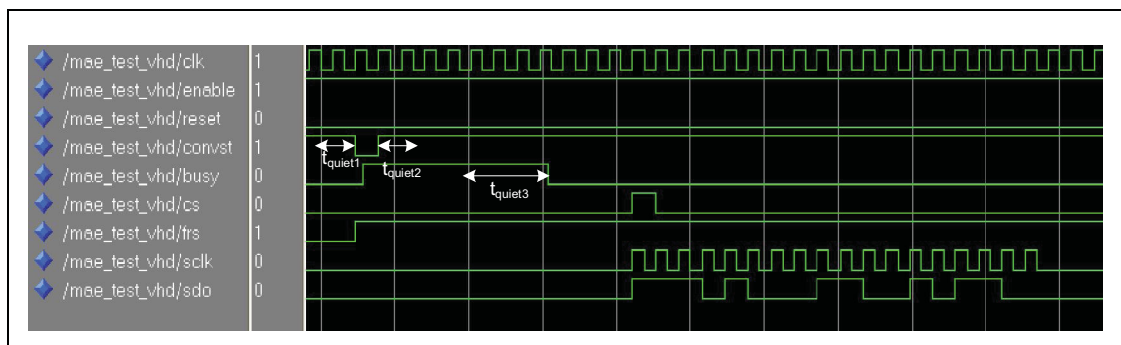 /mae_test_vhd/clk 1
/mae_test_vhd/enable 1
/mae_test_vhd/reset 0
/mae_test_vhd/convst 1
tquiet1 tquiet2
/mae_test_vhd/busy 0
tquiet3
/mae_test_vhd/cs 0
/mae_test_vhd/frs 1
/mae_test_vhd/sclk 0
/mae_test_vhd/sdo 0